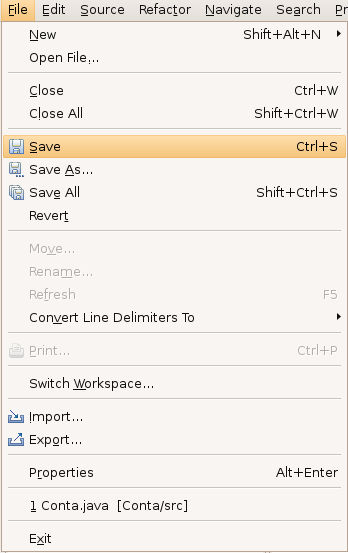 File Edit Source Refactor Navigate Search Pr
New Shift+Alt+N
Open File...
Close Ctrl+W
Close All Shift+Ctrl+W
Save Ctrl+S
Save As...
Save All Shift+Ctrl+S
Revert
Move...
Rename...
Refresh F5
Convert Line Delimiters To
Print... Ctrl+P
Switch Workspace...
Import...
Export...
Properties Alt+Enter
1 Conta.java [Conta/src]
Exit